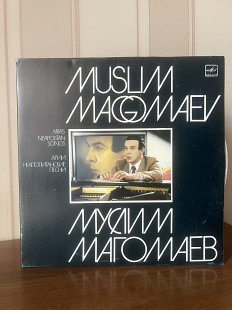 MUSLIM
MAGOMAEV
ARIAS
NEAPOLITAN
SONGS
АРИИ
НЕАПОЛИТАНСКИЕ
ПЕСНИ
МУСЛИМ
МАГОМАЕВ